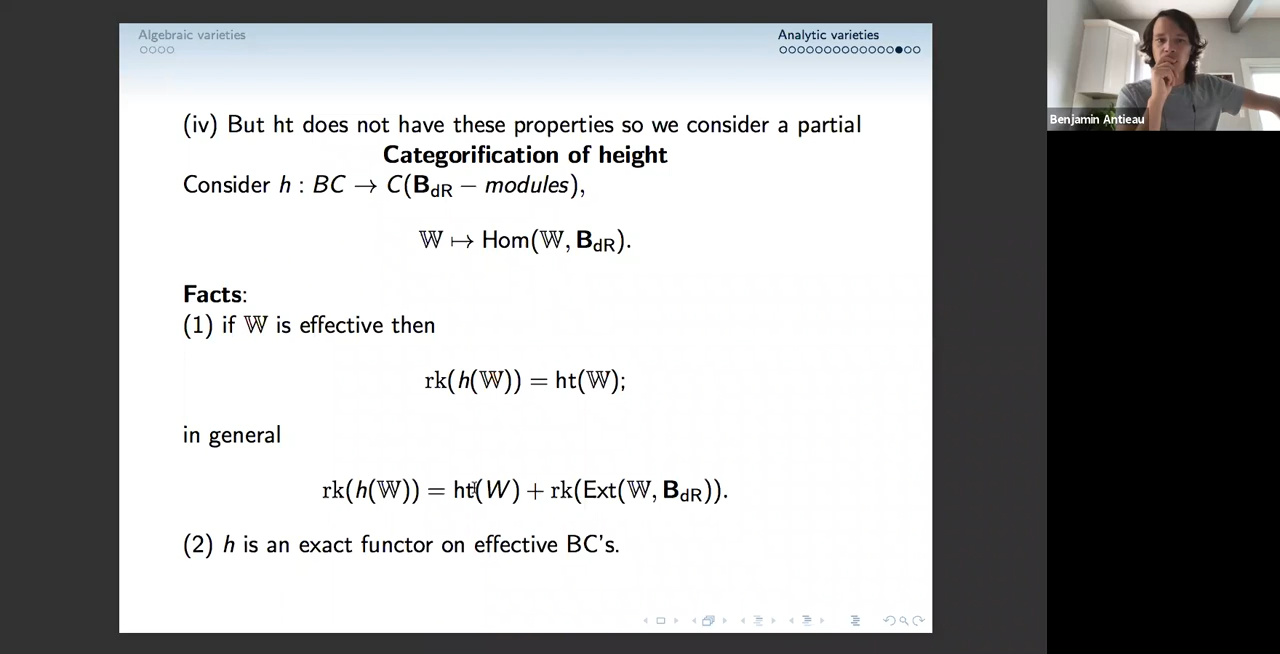 Algebraic varieties
Analytic varieties
(iv) But ht does not have these properties so we consider a partial
Categorification of height
Consider h : BC → C(B_dR − modules),
𝕎 ↦ Hom(𝕎, B_dR).
Facts:
(1) if 𝕎 is effective then
rk(h(𝕎)) = ht(𝕎);
in general
rk(h(𝕎)) = ht(W) + rk(Ext(𝕎, B_dR)).
(2) h is an exact functor on effective BC's.
Benjamin Antieau